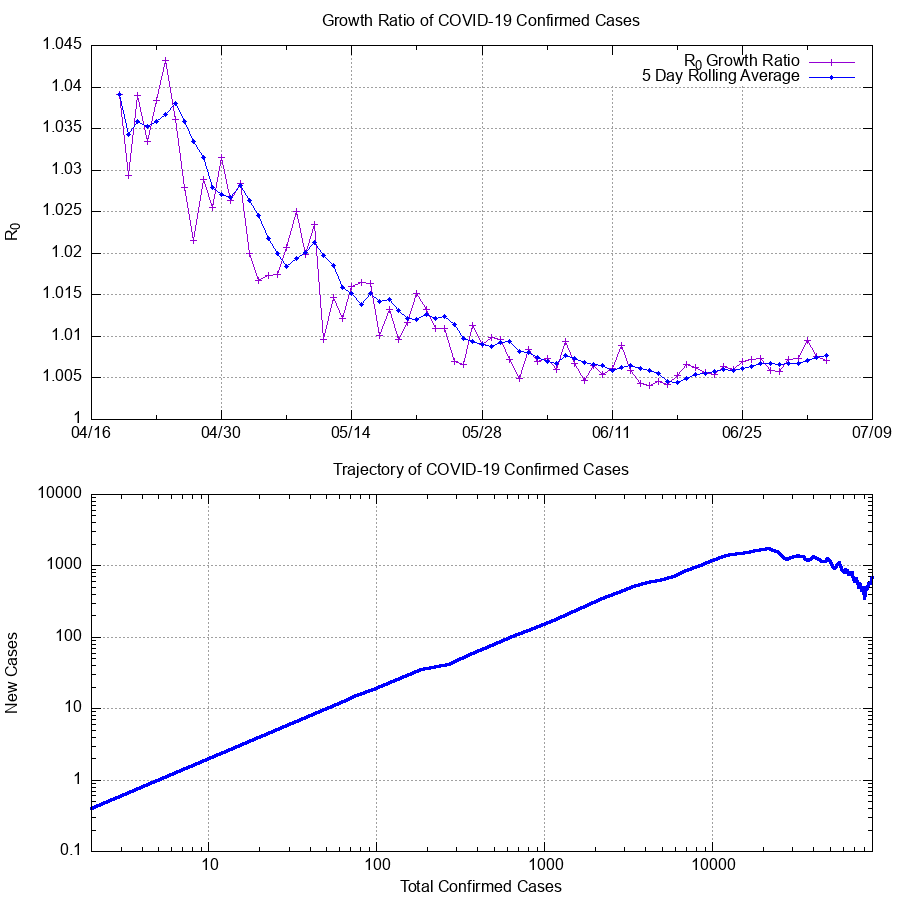 Growth Ratio of COVID-19 Confirmed Cases
1.045
1.04
1.035
1.03
1.025
1.02
1.015
1.01
1.005
1
R0
R0 Growth Ratio
5 Day Rolling Average
04/16 04/30 05/14 05/28 06/11 06/25 07/09
Trajectory of COVID-19 Confirmed Cases
10000
1000
100
10
1
0.1
New Cases
10 100 1000 10000
Total Confirmed Cases